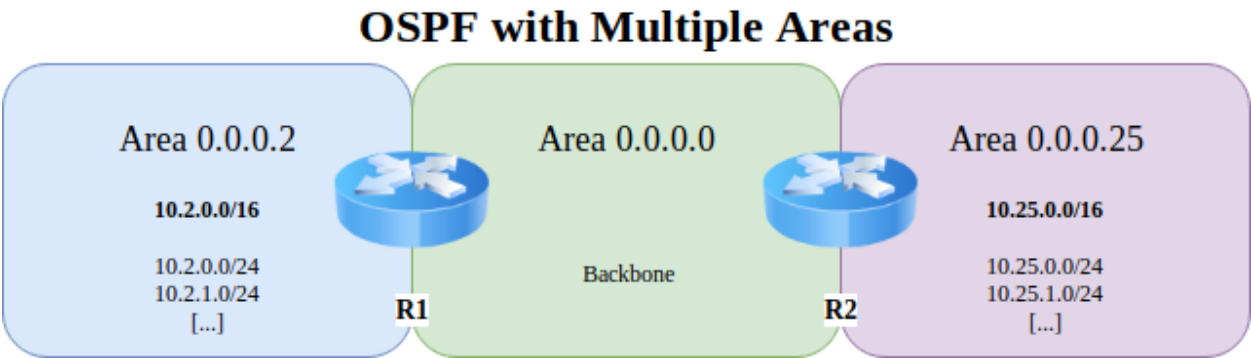 OSPF with Multiple Areas
Area 0.0.0.2
10.2.0.0/16
10.2.0.0/24
10.2.1.0/24
[...]
R1
Area 0.0.0.0
Backbone
R2
Area 0.0.0.25
10.25.0.0/16
10.25.0.0/24
10.25.1.0/24
[...]